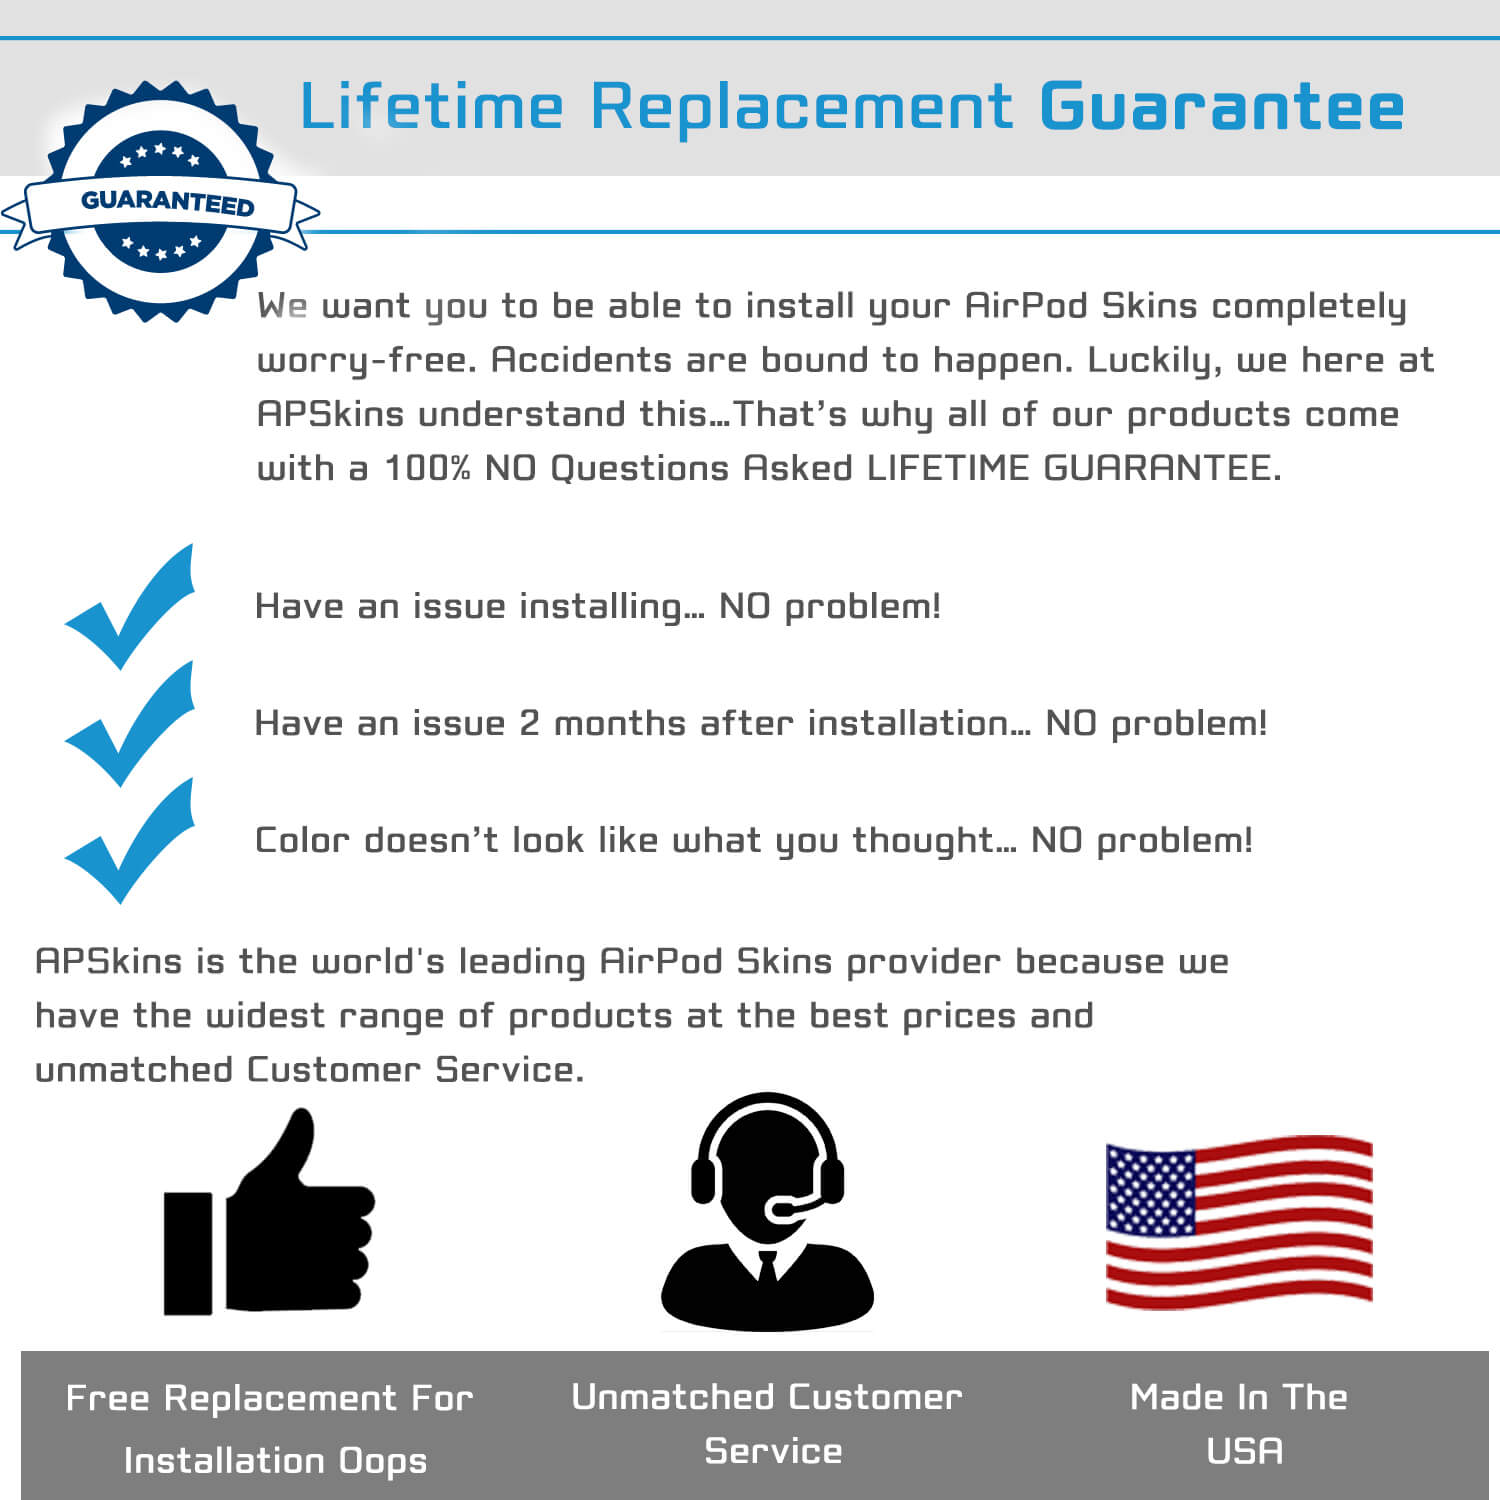 Lifetime Replacement Guarantee
GUARANTEED
We want you to be able to install your AirPod Skins completely
worry-free. Accidents are bound to happen. Luckily, we here at
APSkins understand this...That's why all of our products come
with a 100% NO Questions Asked LIFETIME GUARANTEE.
Have an issue installing... NO problem!
Have an issue 2 months after installation... NO problem!
Color doesn't look like what you thought... NO problem!
APSkins is the world's leading AirPod Skins provider because we
have the widest range of products at the best prices and
unmatched Customer Service.
Free Replacement For
Installation Oops
Unmatched Customer
Service
Made In The
USA